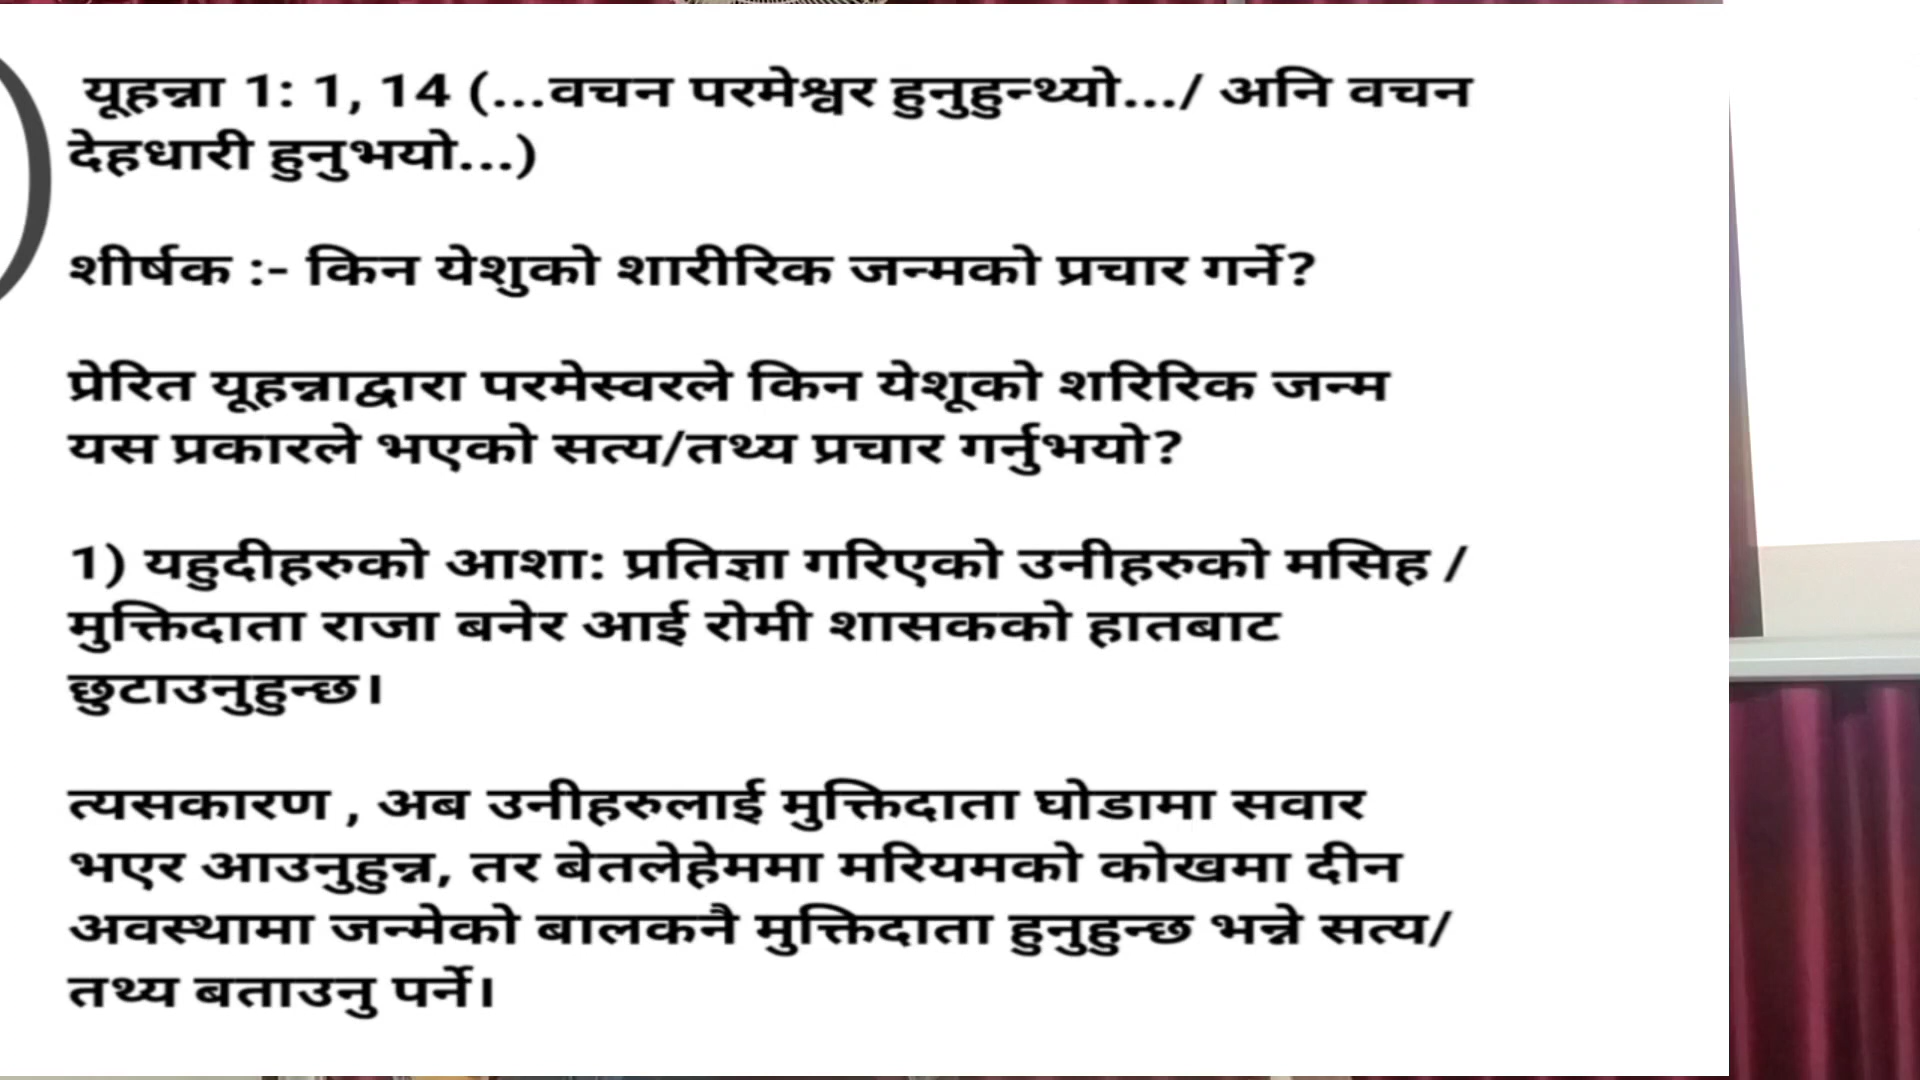 यूहन्ना 1: 1, 14 (...वचन परमेश्वर हुनुहुन्थ्यो.../ अनि वचन
देहधारी हुनुभयो...)
शीर्षक :- किन येशुको शारीरिक जन्मको प्रचार गर्ने?
प्रेरित यूहन्नाद्वारा परमेस्वरले किन येशूको शरिरिक जन्म
यस प्रकारले भएको सत्य/तथ्य प्रचार गर्नुभयो?
1) यहुदीहरुको आशा: प्रतिज्ञा गरिएको उनीहरुको मसिह /
मुक्तिदाता राजा बनेर आई रोमी शासकको हातबाट
छुटाउनुहुन्छ।
त्यसकारण , अब उनीहरुलाई मुक्तिदाता घोडामा सवार
भएर आउनुहुन्न, तर बेतलेहेममा मरियमको कोखमा दीन
अवस्थामा जन्मेको बालकनै मुक्तिदाता हुनुहुन्छ भन्ने सत्य/
तथ्य बताउनु पर्ने।